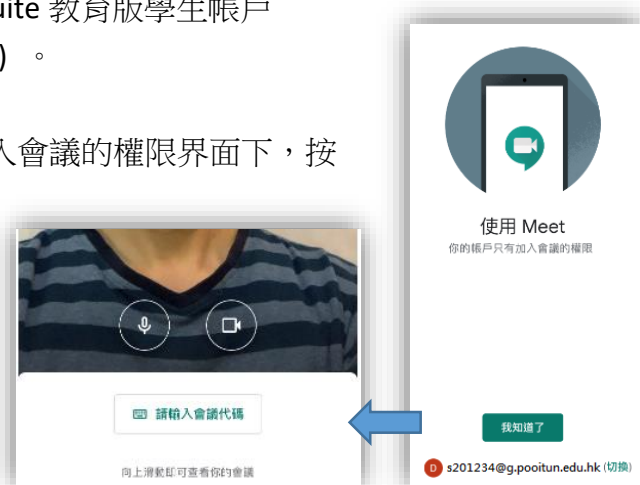 uite 教育版學生帳戶
) 。
入會議的權限界面下，按
使用 Meet
你的帳戶只有加入會議的權限
我知道了
D s201234@g.pooitun.edu.hk (切換)
請輸入會議代碼
向上滑動即可查看你的會議